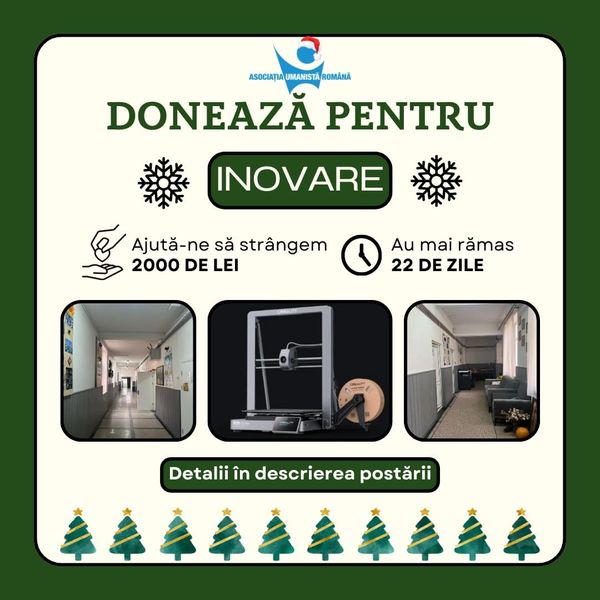 ASOCIAȚIA UMANISTĂ ROMÂNĂ
DONEAZĂ PENTRU
INOVARE
Ajută-ne să strângem
2000 DE LEI
Au mai rămas
22 DE ZILE
CREALITY
Detalii în descrierea postării